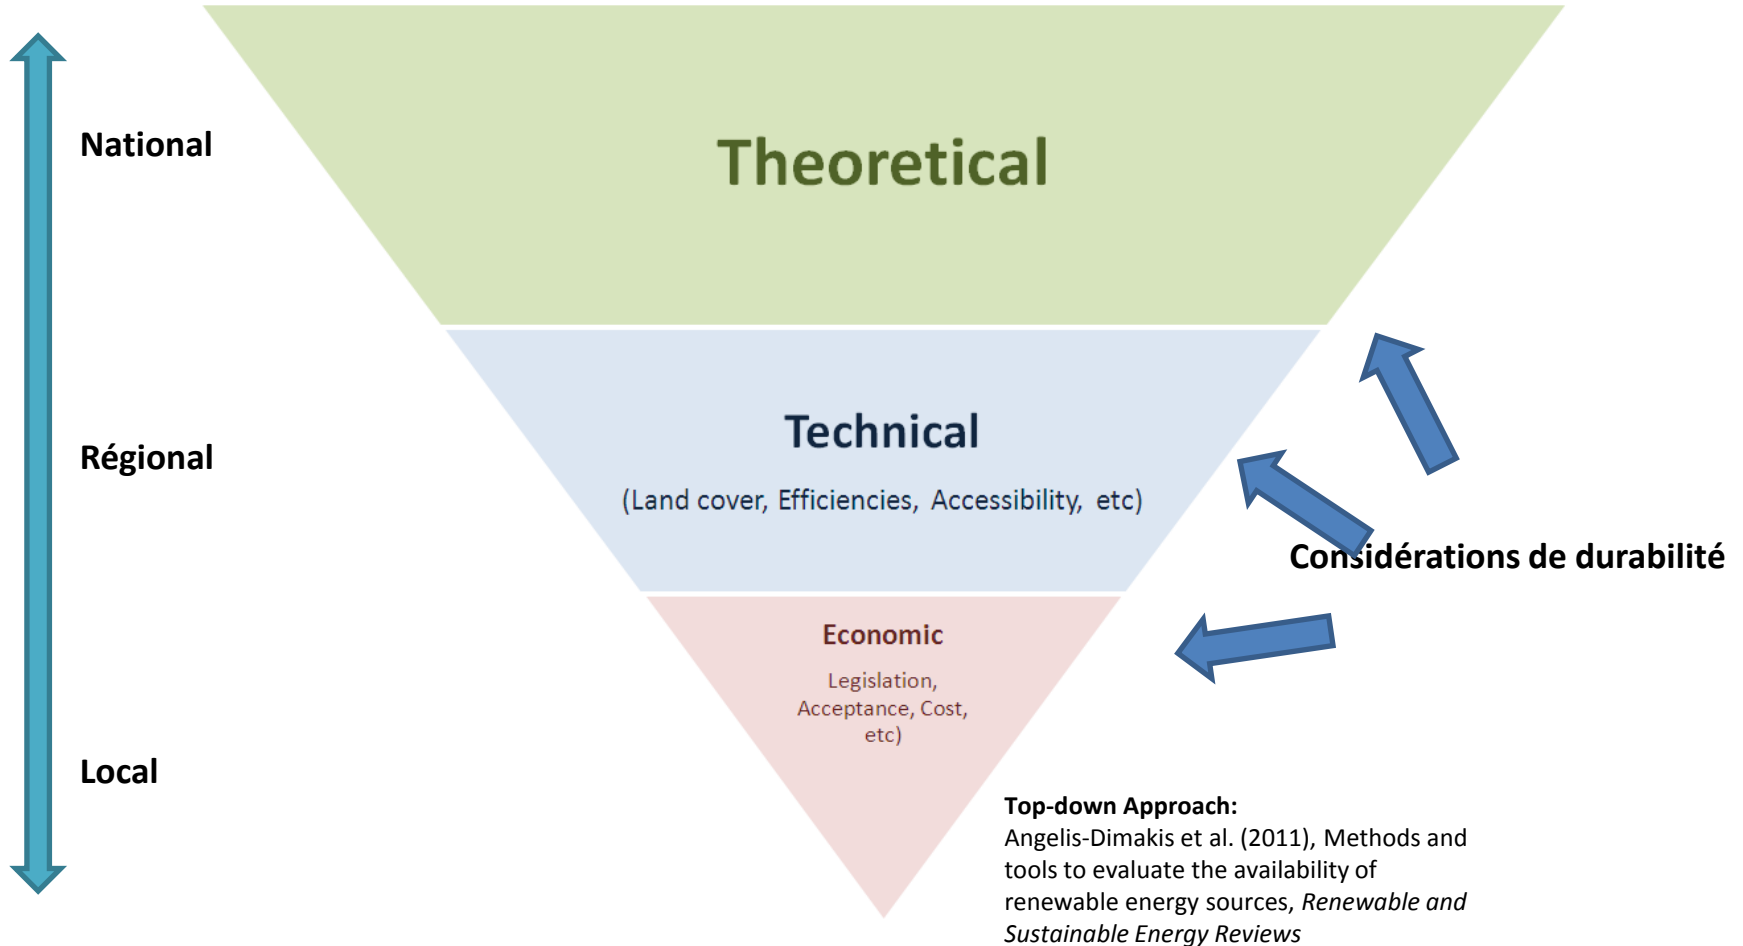 National
Theoretical
Régional
Technical
(Land cover, Efficiencies, Accessibility, etc)
Considérations de durabilité
Economic
Legislation,
Acceptance, Cost,
etc)
Local
Top-down Approach:
Angelis-Dimakis et al. (2011), Methods and
tools to evaluate the availability of
renewable energy sources, Renewable and
Sustainable Energy Reviews